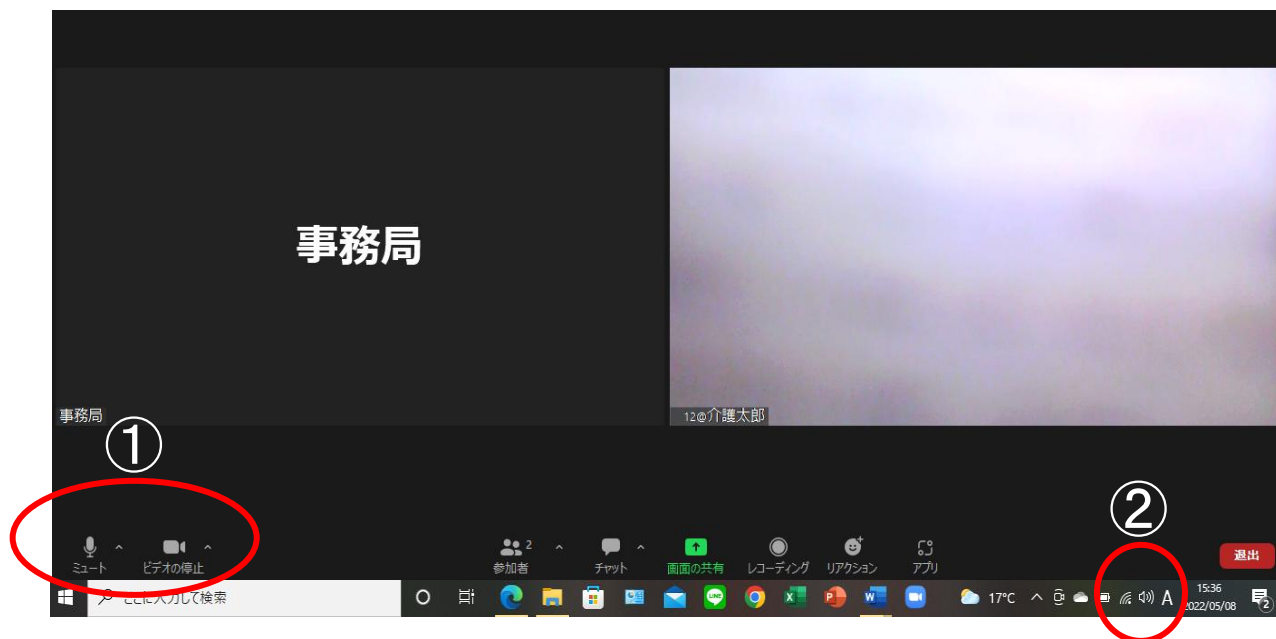 事務局
事務局
12@介護太郎
①
②
ミュート
ビデオの停止
2
参加者
チャット
画面の共有
レコーディング
リアクション
アプリ
退出
ここに入力して検索
17°C
A
15:36
2022/05/08
2